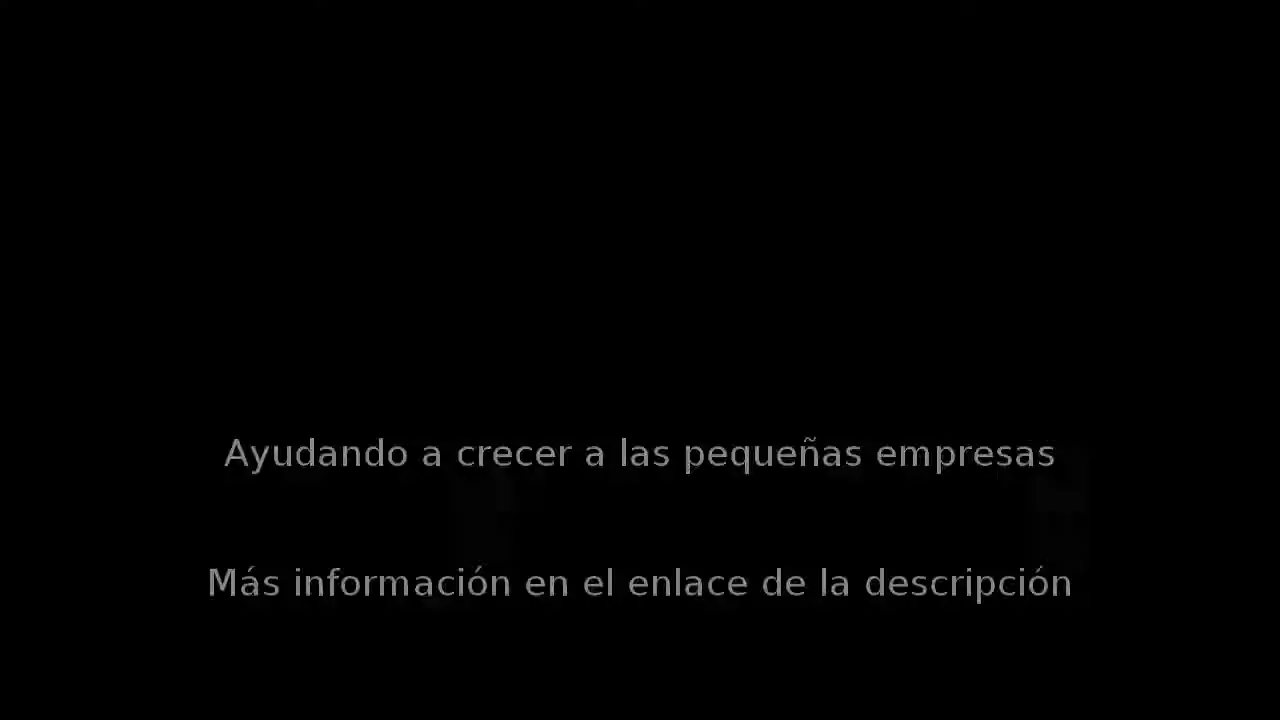 Ayudando a crecer a las pequeñas empresas
Más información en el enlace de la descripción